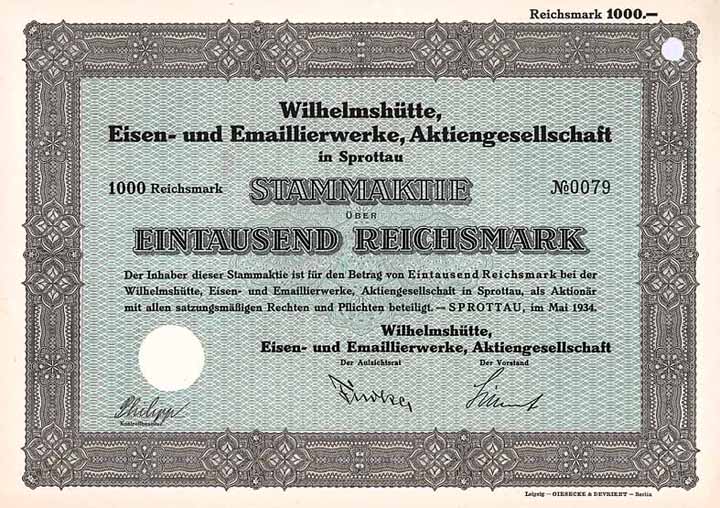 Reichsmark 1000.—
Wilhelmshütte,
Eisen- und Emaillierwerke, Aktiengesellschaft
in Sprottau
1000 Reichsmark STAMMAKTIE №0079
ÜBER
EINTAUSEND REICHSMARK
Der Inhaber dieser Stammaktie ist für den Betrag von Eintausend Reichsmark bei der
Wilhelmshütte, Eisen- und Emaillierwerke, Aktiengesellschaft in Sprottau, als Aktionär
mit allen satzungsmäßigen Rechten und Pflichten beteiligt. — SPROTTAU, im Mai 1934.
Wilhelmshütte,
Eisen- und Emaillierwerke, Aktiengesellschaft
Der Aufsichtsrat Der Vorstand
Philipp
Kontrollbeamter
Leipzig — GIESECKE & DEVRIENT — Berlin